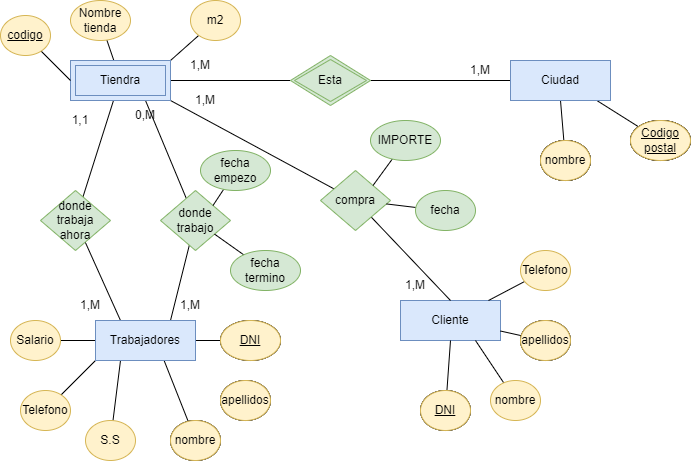 Nombre
tienda
m2
codigo
1,M
Tiendra
Esta
1,M
Ciudad
1,M
1,1
0,M
IMPORTE
Codigo
postal
nombre
fecha
empezo
donde
trabaja
ahora
donde
trabajo
compra
fecha
fecha
termino
Telefono
1,M
1,M
1,M
Salario
Trabajadores
DNI
Cliente
apellidos
Telefono
apellidos
DNI
nombre
S.S
nombre